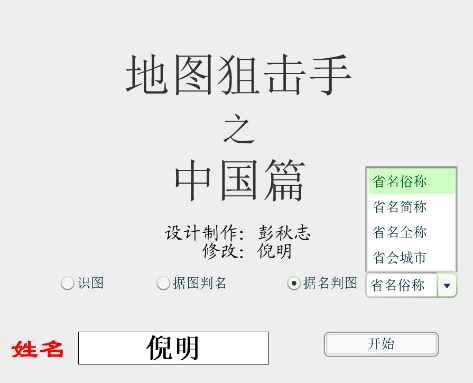 地图狙击手
之
中国篇
设计制作：彭秋志
修改：倪明
省名俗称
省名简称
省名全称
省会城市
识图 据图判名 据名判图 省名俗称
姓名 倪明 开始